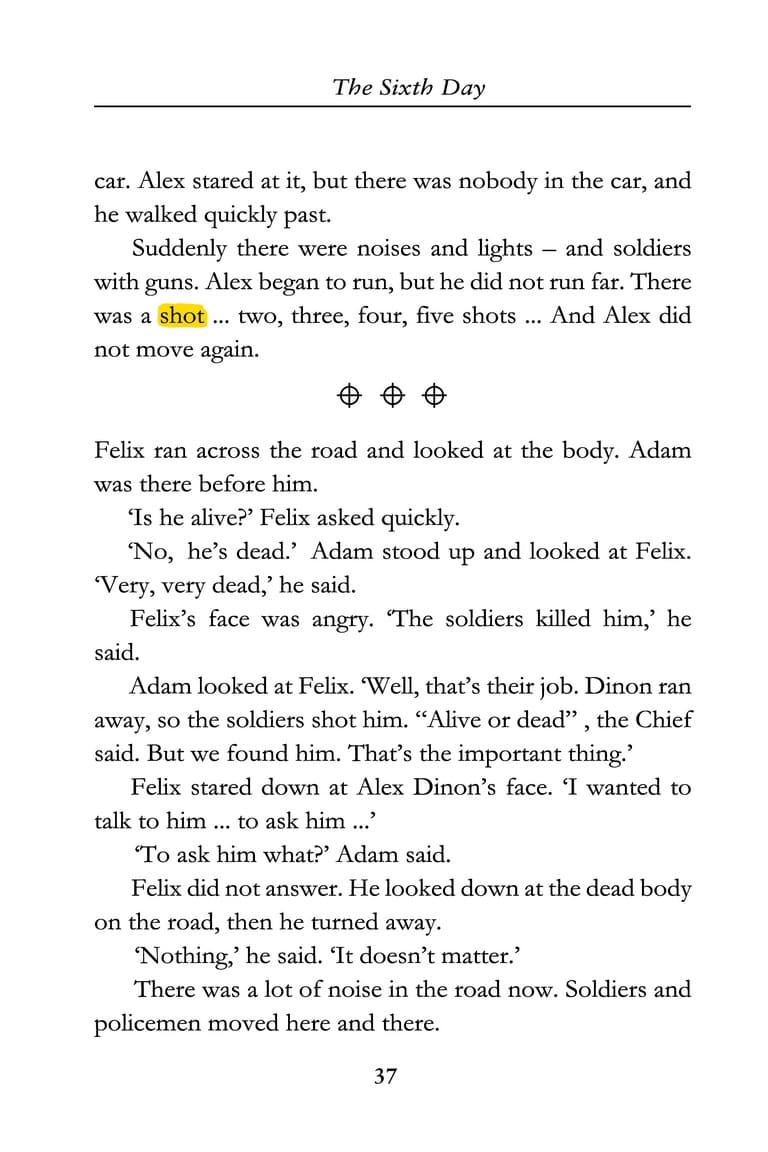 The Sixth Day
car. Alex stared at it, but there was nobody in the car, and
he walked quickly past.
Suddenly there were noises and lights – and soldiers
with guns. Alex began to run, but he did not run far. There
was a shot ... two, three, four, five shots ... And Alex did
not move again.
Felix ran across the road and looked at the body. Adam
was there before him.
‘Is he alive?’ Felix asked quickly.
‘No, he’s dead.’ Adam stood up and looked at Felix.
‘Very, very dead,’ he said.
Felix’s face was angry. ‘The soldiers killed him,’ he
said.
Adam looked at Felix. ‘Well, that’s their job. Dinon ran
away, so the soldiers shot him. “Alive or dead” , the Chief
said. But we found him. That’s the important thing.’
Felix stared down at Alex Dinon’s face. ‘I wanted to
talk to him ... to ask him ...’
‘To ask him what?’ Adam said.
Felix did not answer. He looked down at the dead body
on the road, then he turned away.
‘Nothing,’ he said. ‘It doesn’t matter.’
There was a lot of noise in the road now. Soldiers and
policemen moved here and there.
37